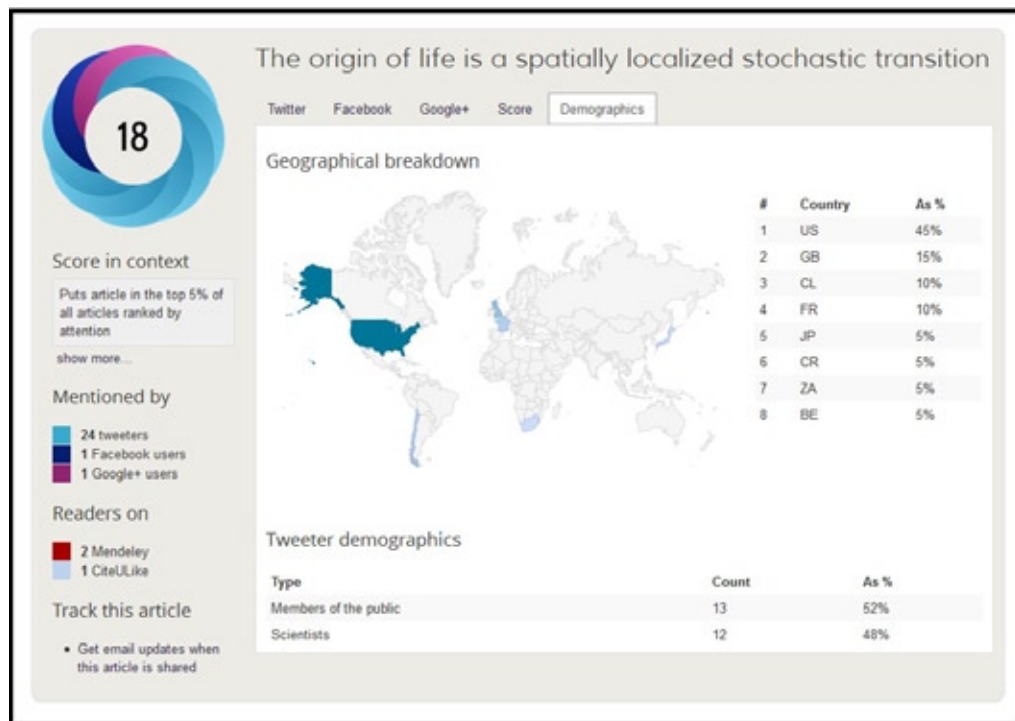 The origin of life is a spatially localized stochastic transition
18
Twitter Facebook Google+ Score Demographics
Score in context
Puts article in the top 5% of
all articles ranked by
attention
show more...
Mentioned by
24 tweeters
1 Facebook users
1 Google+ users
Readers on
2 Mendeley
1 CiteULike
Track this article
• Get email updates when
this article is shared
Geographical breakdown
# Country As %
1 US 45%
2 GB 15%
3 CL 10%
4 FR 10%
5 JP 5%
6 CR 5%
7 ZA 5%
8 BE 5%
Tweeter demographics
Type Count As %
Members of the public 13 52%
Scientists 12 48%